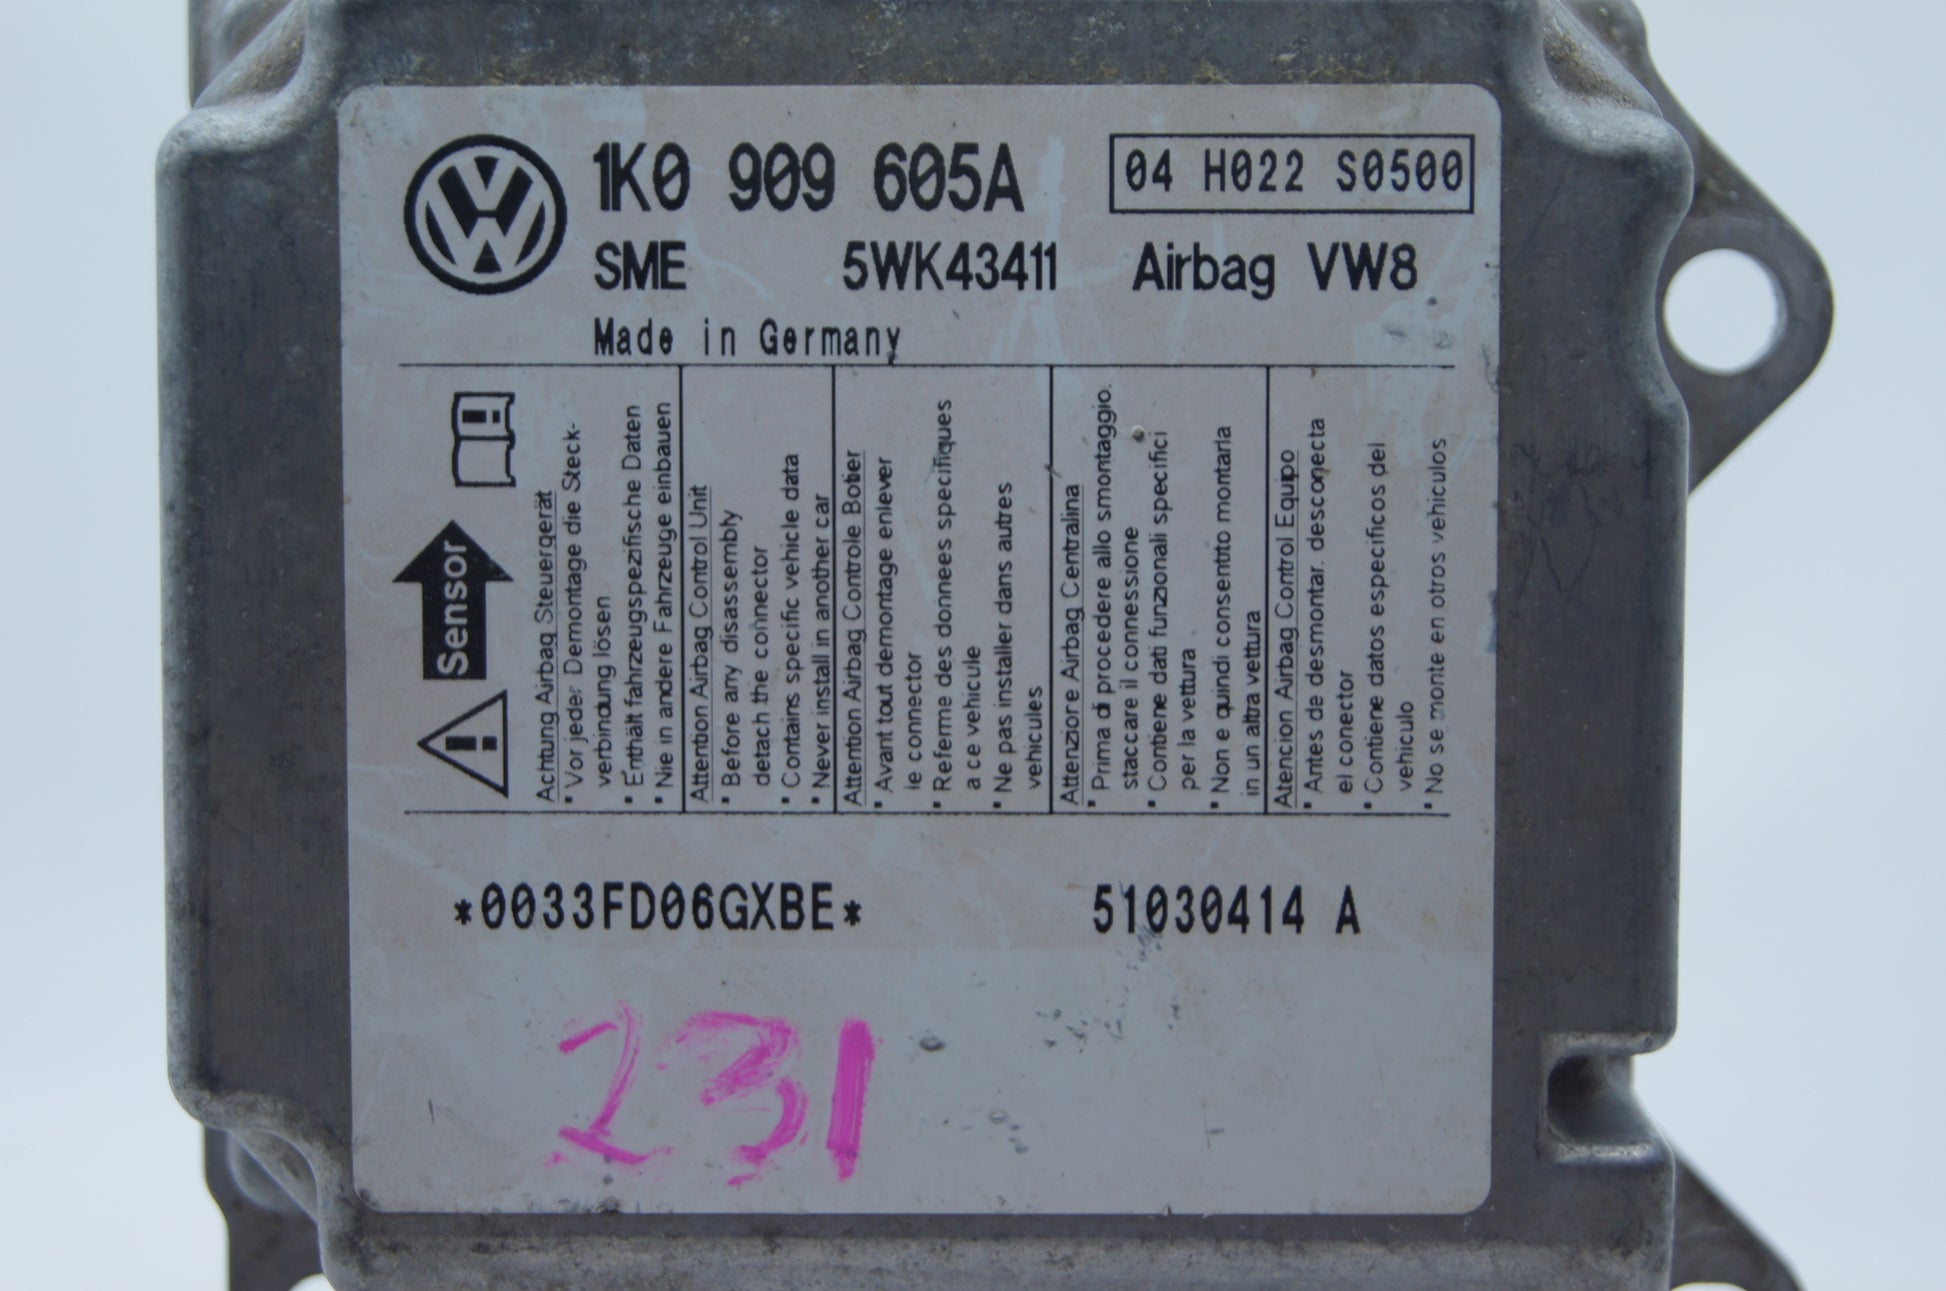 1K0 909 605A
04 H022 S0500
SME 5WK43411 Airbag VW8
Made in Germany
Sensor
Achtung Airbag Steuergerät
* Vor jeder Demontage die Steck-
verbindung lösen
* Enthält fahrzeugspezifische Daten
* Nie in andere Fahrzeuge einbauen
Attention Airbag Control Unit
* Before any disassembly
detach the connector
* Contains specific vehicle data
* Never install in another car
Attention Airbag Controle Botier
* Avant tout demontage enlever
le connector
* Referme des donnees specifiques
a ce vehicule
* Ne pas installer dans autres
vehicules
Attenzione Airbag Centralina
* Prima di procedere allo smontaggio.
staccare il connessione
* Contiene dati funzionali specifici
per la vettura
* Non e quindi consentito montarla
in un altra vettura
Atencion Airbag Control Equipo
* Antes de desmontar. desconecta
el conector
* Contiene datos especificos del
vehiculo
* No se monte en otros vehiculos
*0033FD06GXBE* 51030414 A
231